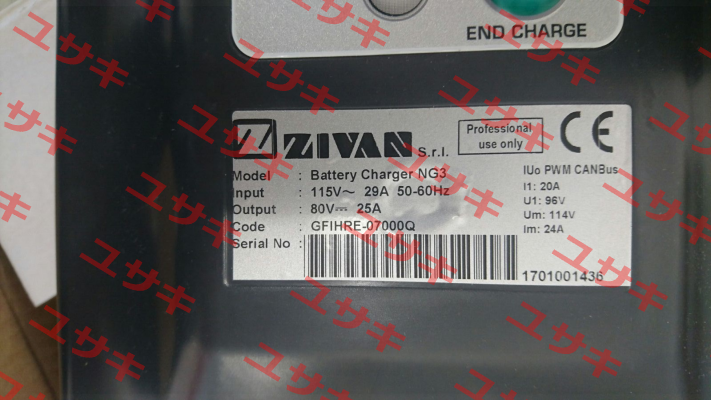 END CHARGE
ZIVAN S.r.l.
Professional
use only
CE
Model : Battery Charger NG3
Input : 115V~ 29A 50-60Hz
Output : 80V⎓ 25A
Code : GFIHRE-07000Q
Serial No :
IUo PWM CANBus
I1: 20A
U1: 96V
Um: 114V
Im: 24A
1701001436
ユサキ